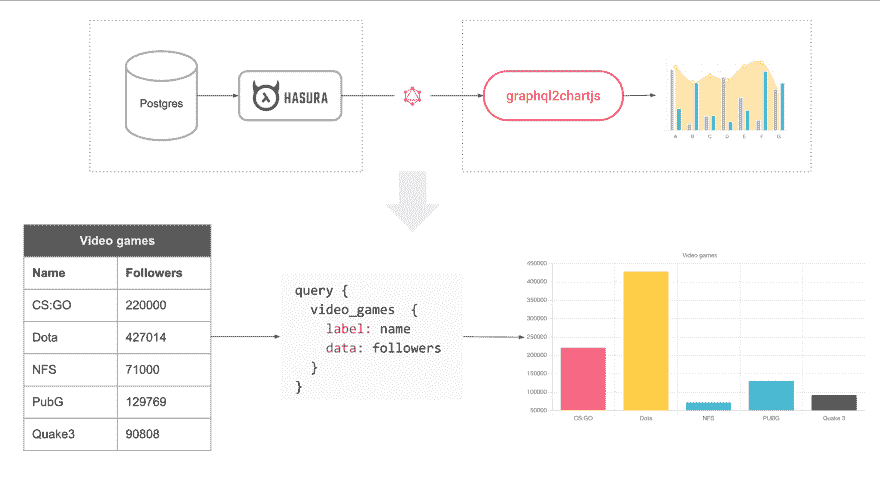 Postgres
HASURA
graphql2chartjs
A B C D E F G
Video games
Name Followers
CS:GO 220000
Dota 427014
NFS 71000
PubG 129769
Quake3 90808
query {
video_games {
label: name
data: followers
}
}
Video games
450000
400000
350000
300000
250000
200000
150000
100000
50000
CS:GO Dota NFS PUBG Quake 3